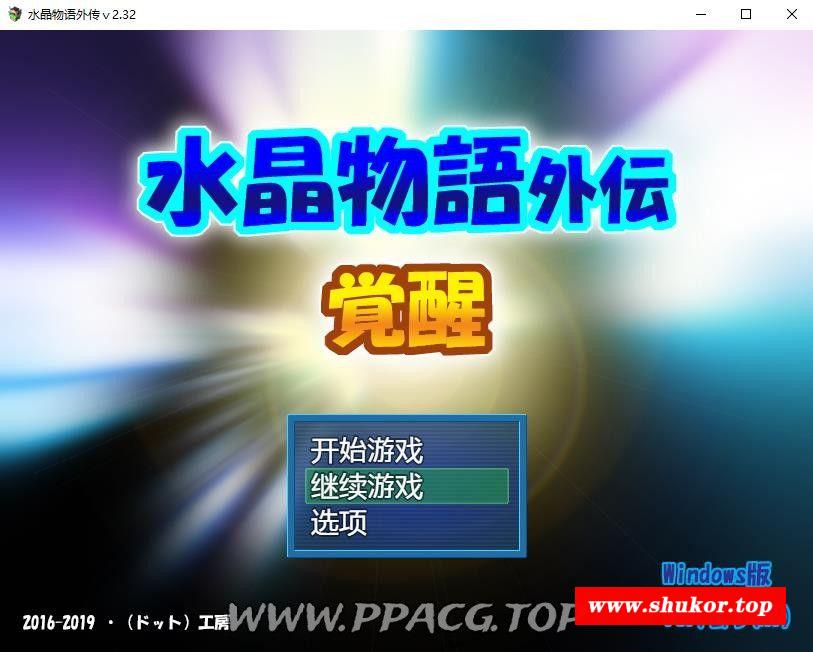 水晶物语外传ｖ2.32
水晶物語外伝
覚醒
开始游戏
继续游戏
选项
Windows版
www.shukor.top
2016-2019 ・（ドット）工房
WWW.PPACG.TOP